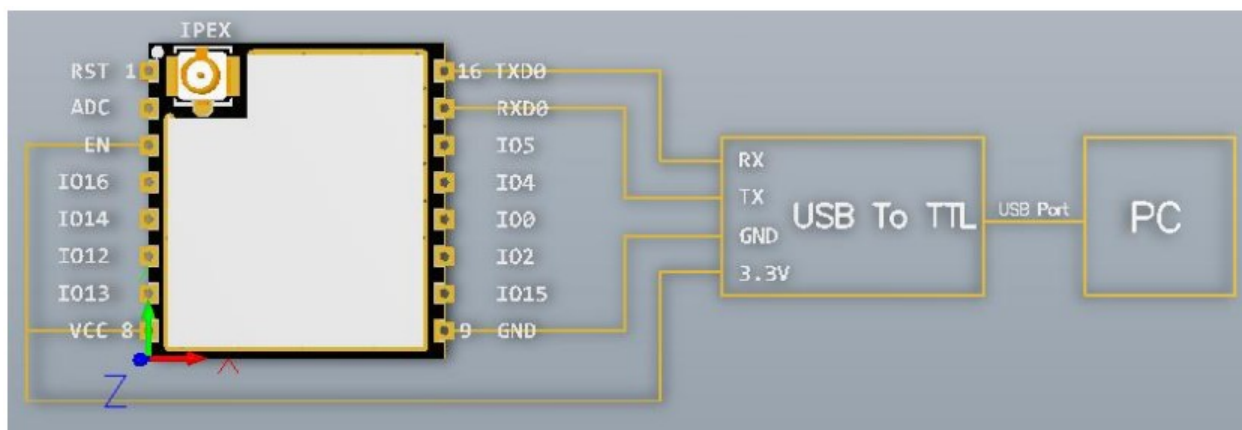 IPEX
RST 1
ADC
EN
IO16
IO14
IO12
IO13
VCC 8
16 TXD0
RXD0
IO5
IO4
IO0
IO2
IO15
9 GND
Z
X
RX
TX
GND
3.3V
USB To TTL
USB Port
PC